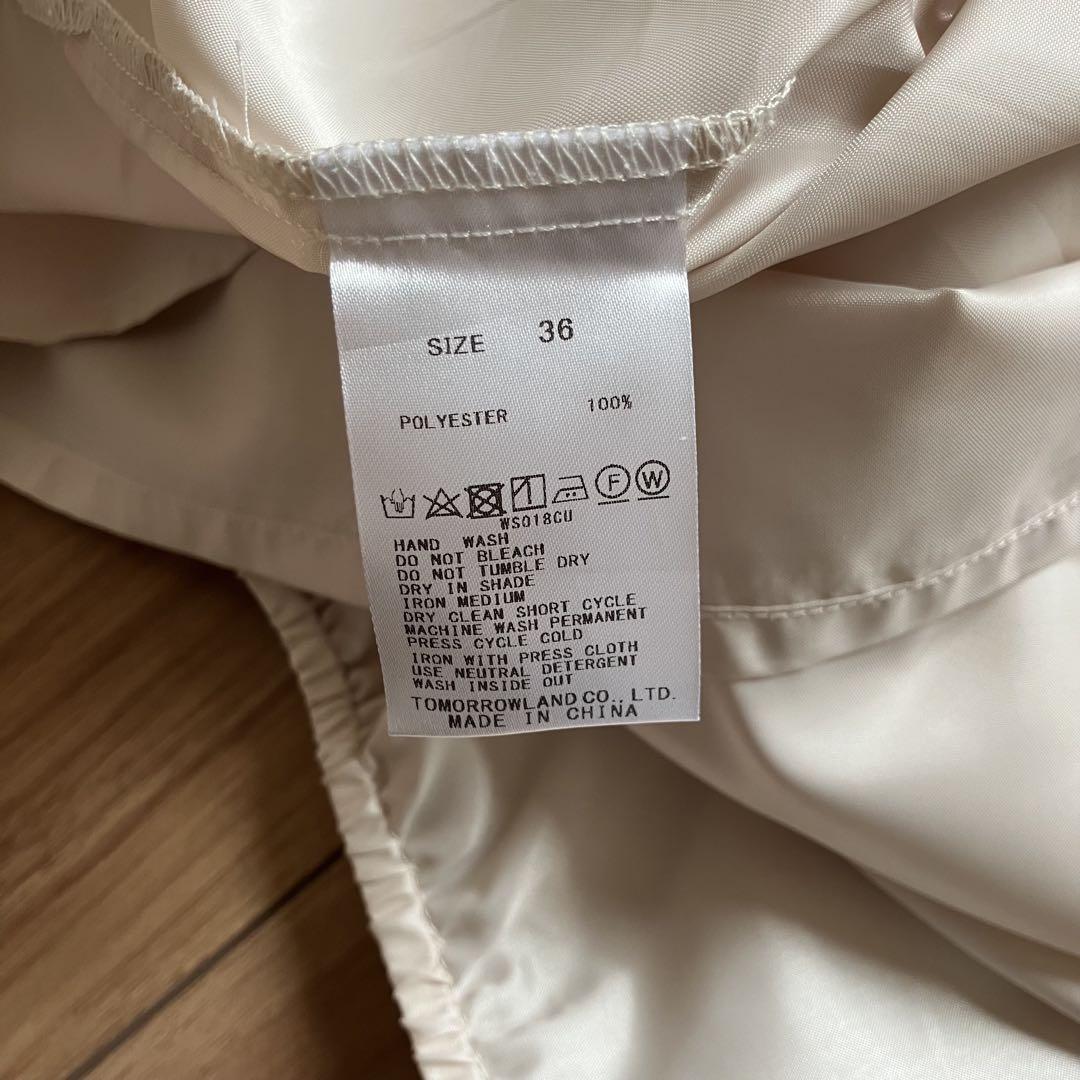 SIZE 36
POLYESTER 100%
F W
WS018CU
HAND WASH
DO NOT BLEACH
DO NOT TUMBLE DRY
DRY IN SHADE
IRON MEDIUM
DRY CLEAN SHORT CYCLE
MACHINE WASH PERMANENT
PRESS CYCLE COLD
IRON WITH PRESS CLOTH
USE NEUTRAL DETERGENT
WASH INSIDE OUT
TOMORROWLAND CO., LTD.
MADE IN CHINA